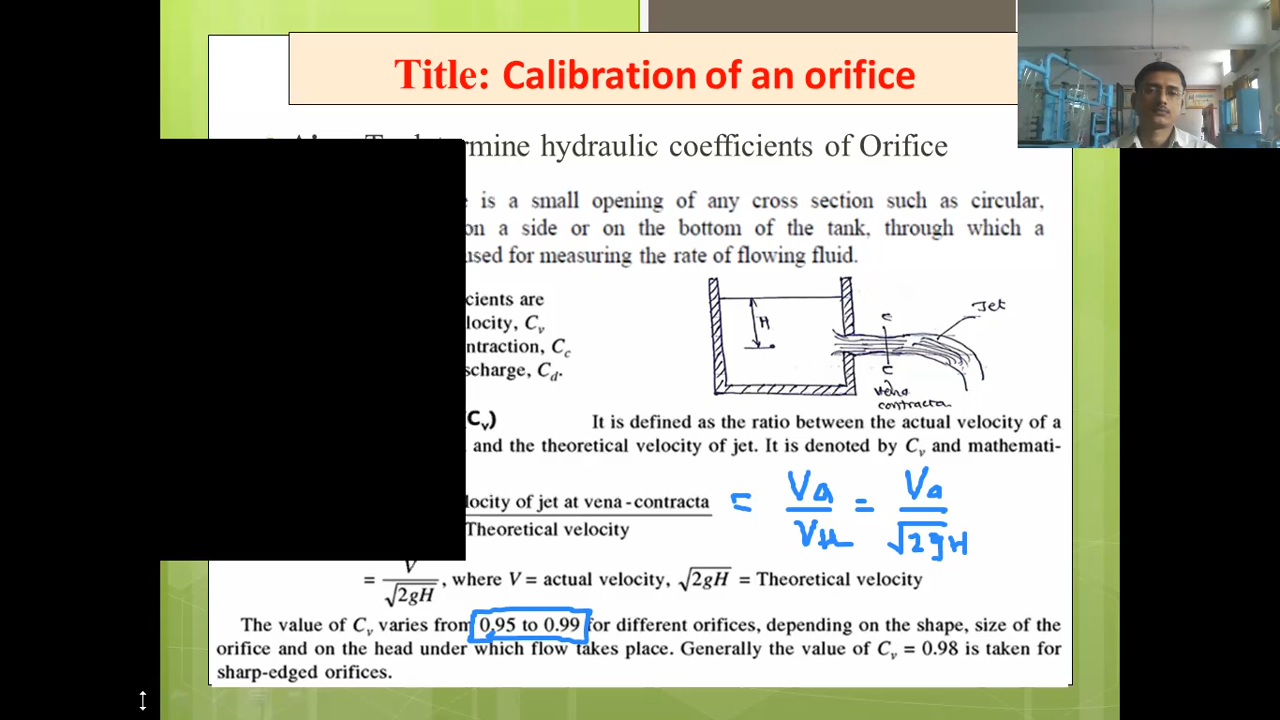 Title: Calibration of an orifice
determine hydraulic coefficients of Orifice
is a small opening of any cross section such as circular,
on a side or on the bottom of the tank, through which a
used for measuring the rate of flowing fluid.
cients are
locity, Cv
ntraction, Cc
scharge, Cd.
H
Jet
C
C
Vena
contracta
(Cv) It is defined as the ratio between the actual velocity of a
and the theoretical velocity of jet. It is denoted by Cv and mathemati-
locity of jet at vena-contracta
Theoretical velocity
= Va/Vth = Va/√2gH
= V/√2gH, where V = actual velocity, √2gH = Theoretical velocity
The value of Cv varies from 0.95 to 0.99 for different orifices, depending on the shape, size of the
orifice and on the head under which flow takes place. Generally the value of Cv = 0.98 is taken for
sharp-edged orifices.